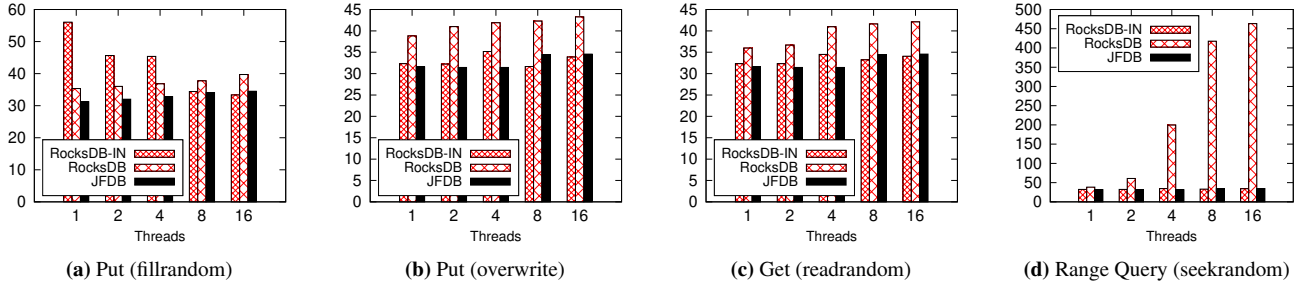 60
50
40
30
20
10
0
RocksDB-IN
RocksDB
JFDB
1 2 4 8 16
Threads
(a) Put (fillrandom)
45
40
35
30
25
20
15
10
5
0
RocksDB-IN
RocksDB
JFDB
1 2 4 8 16
Threads
(b) Put (overwrite)
45
40
35
30
25
20
15
10
5
0
RocksDB-IN
RocksDB
JFDB
1 2 4 8 16
Threads
(c) Get (readrandom)
500
450
400
350
300
250
200
150
100
50
0
RocksDB-IN
RocksDB
JFDB
1 2 4 8 16
Threads
(d) Range Query (seekrandom)